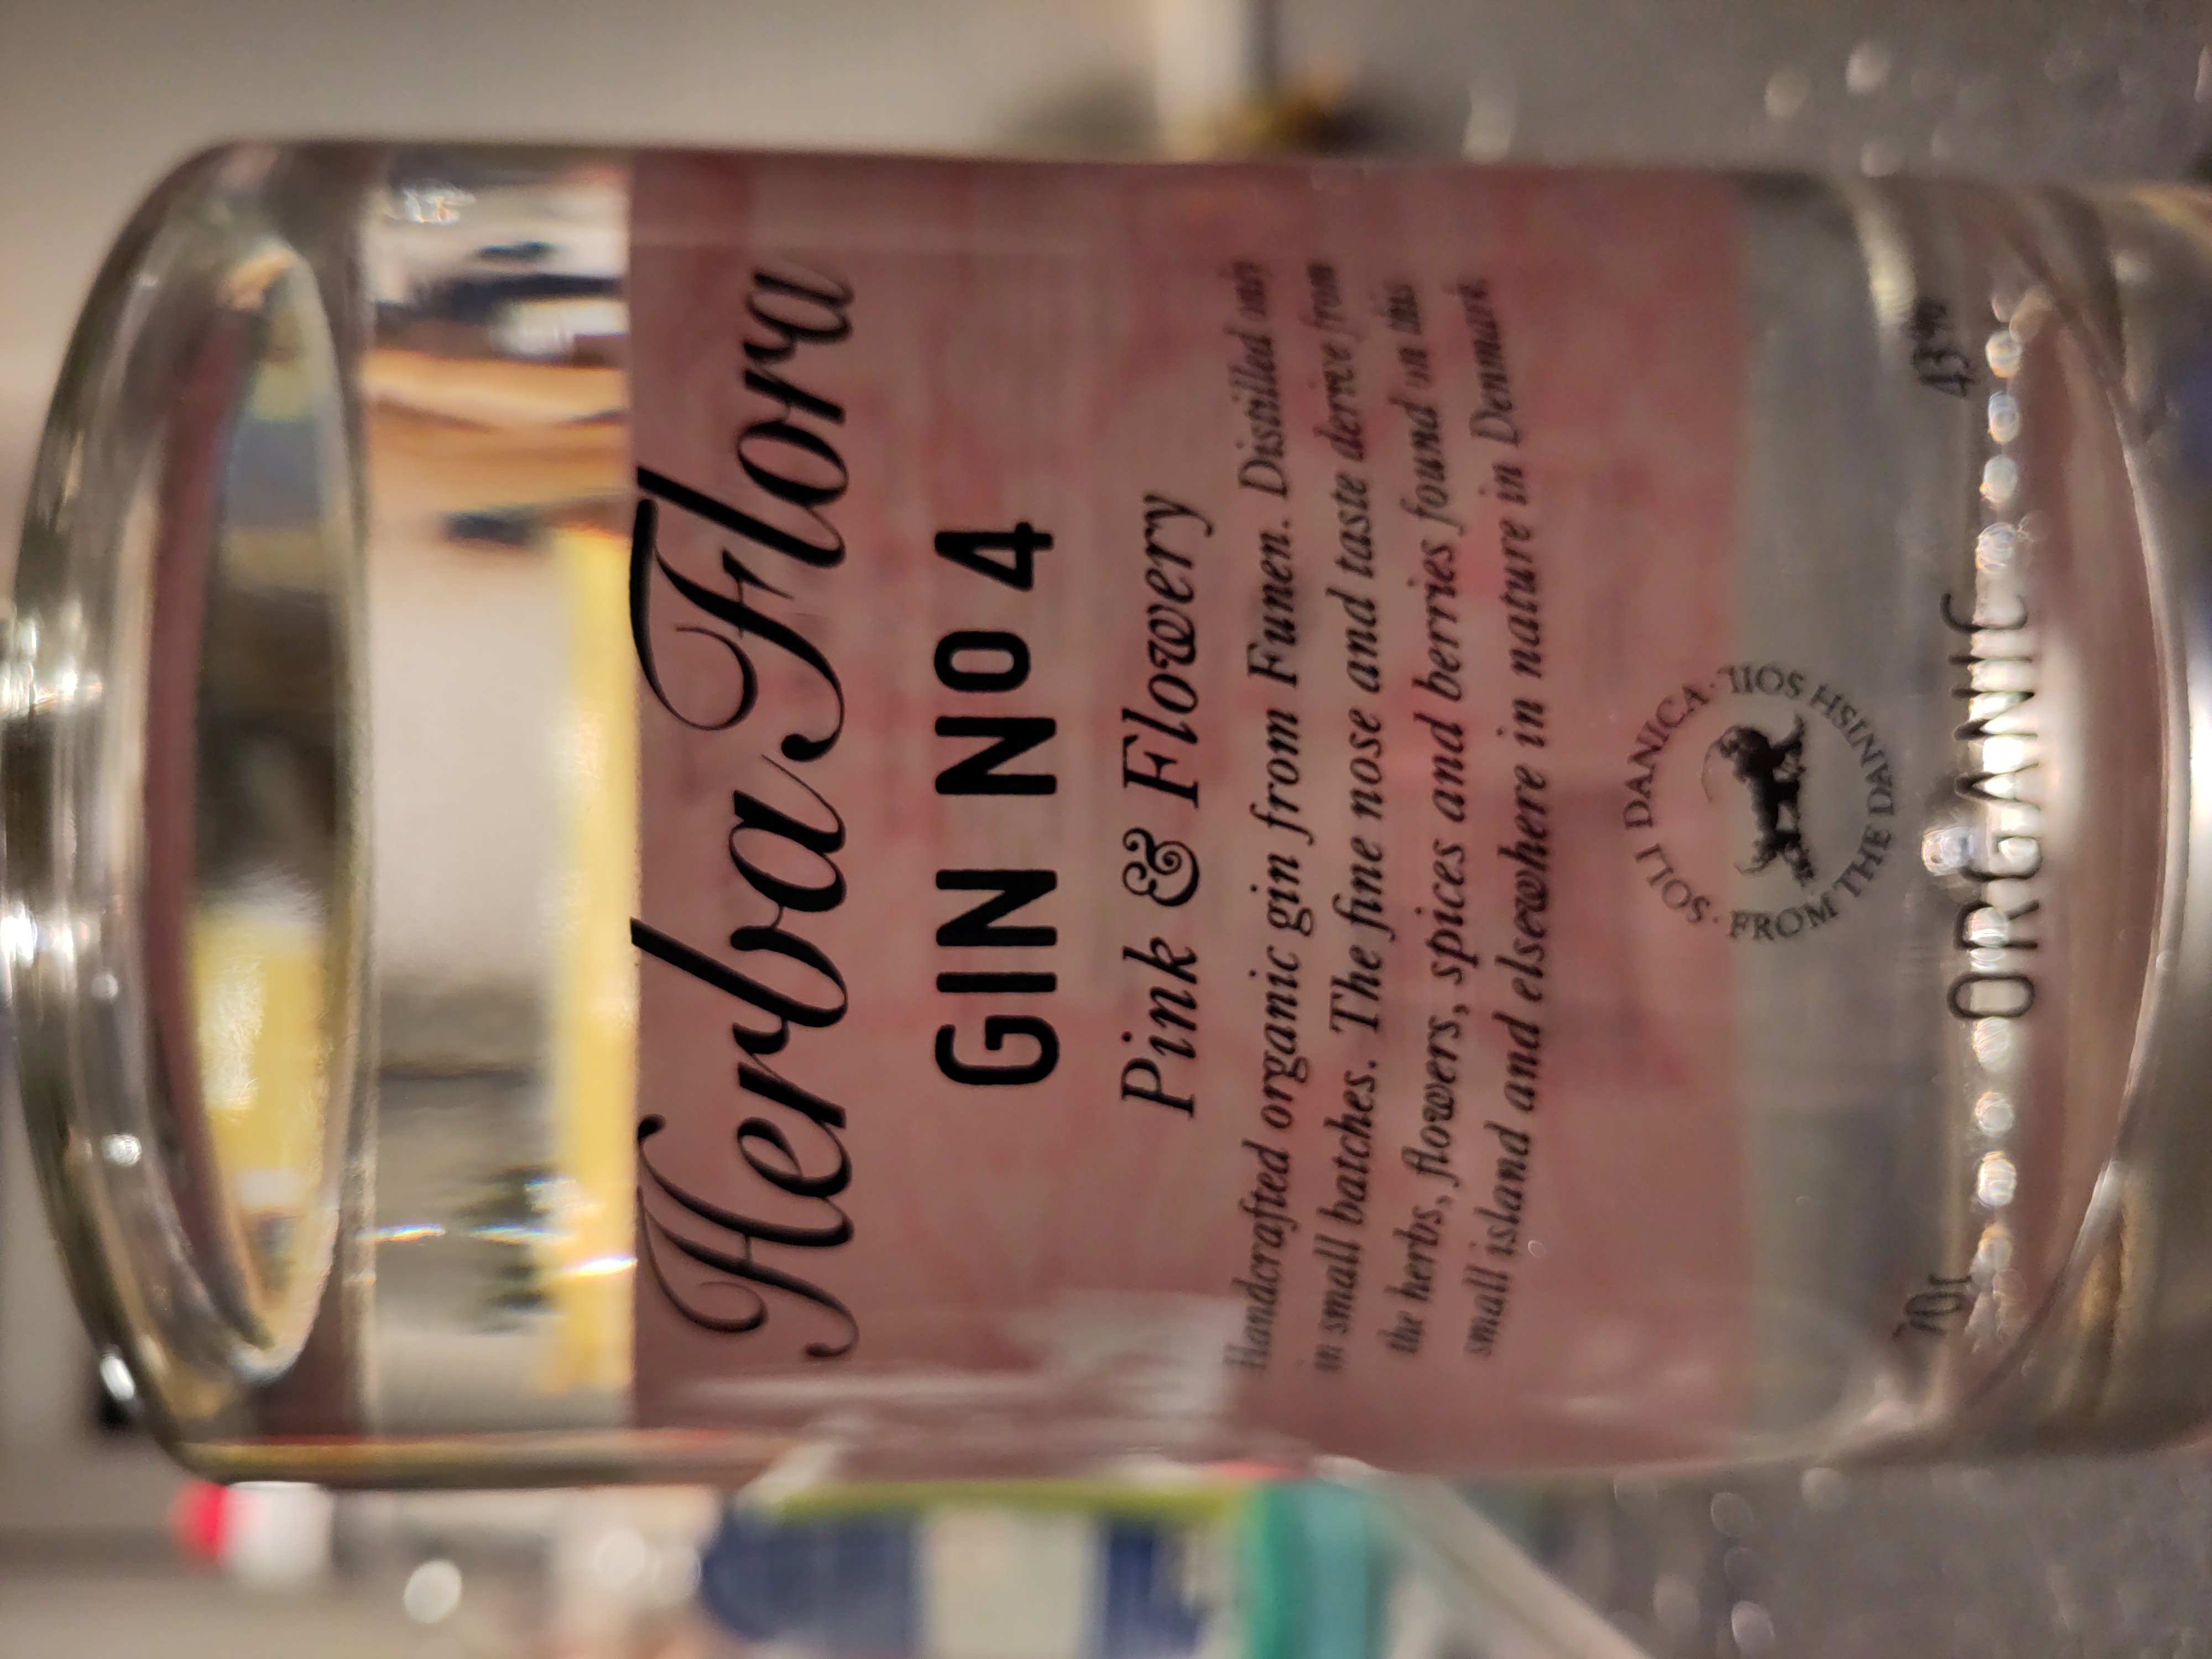 Herba Flora
GIN NO 4
Pink & Flowery
Handcrafted organic gin from Funen. Distilled only
in small batches. The fine nose and taste derive from
the herbs, flowers, spices and berries found on this
small island and elsewhere in nature in Denmark
SOLI DANICA · FROM THE DANISH SOIL ·
43%
ORGANIC